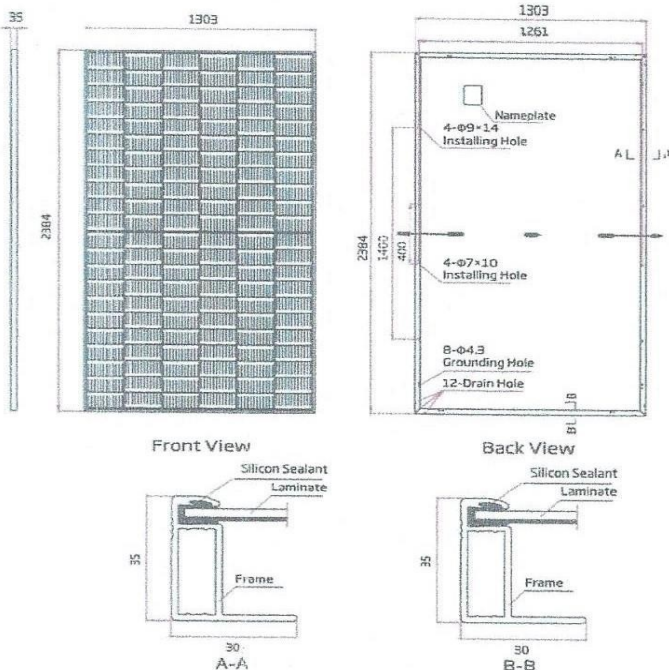 35
1303
2384
Front View
1303
1261
Nameplate
4-Φ9×14
Installing Hole
A
2384
1400
400
4-Φ7×10
Installing Hole
8-Φ4.3
Grounding Hole
12-Drain Hole
B
B
Back View
Silicon Sealant
Laminate
35
Frame
30
A-A
Silicon Sealant
Laminate
35
Frame
30
B-B